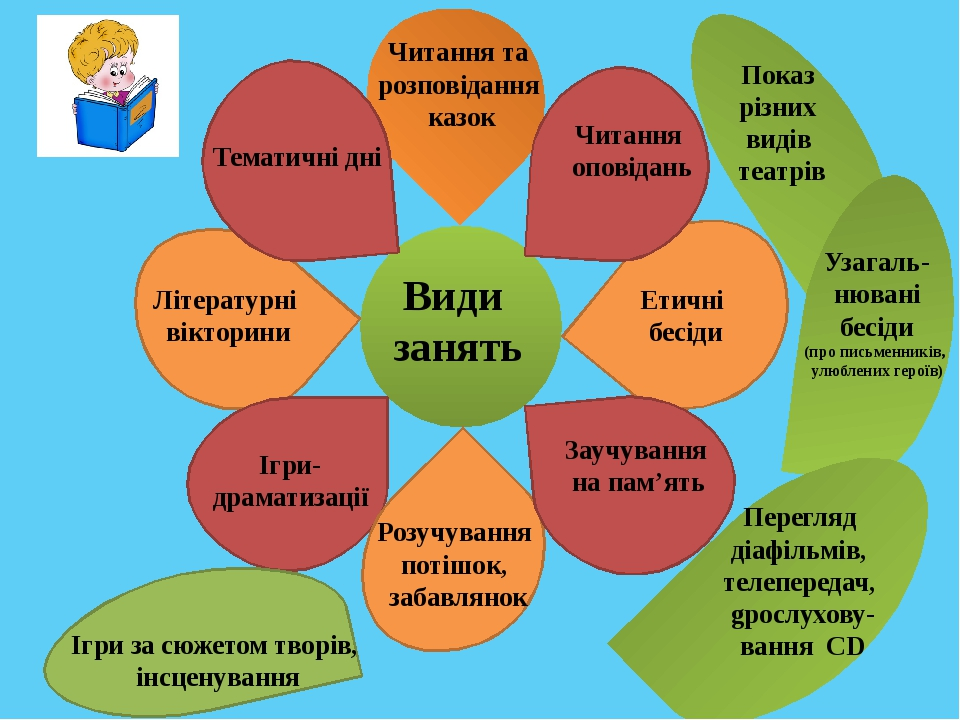 Читання та
розповідання
казок
Показ
різних
видів
театрів
Читання
оповідань
Тематичні дні
Узагаль-
нювані
бесіди
(про письменників,
улюблених героїв)
Види
занять
Літературні
вікторини
Етичні
бесіди
Заучування
на пам’ять
Ігри-
драматизації
Перегляд
діафільмів,
телепередач,
gрослухову-
вання CD
Розучування
потішок,
забавлянок
Ігри за сюжетом творів,
інсценування